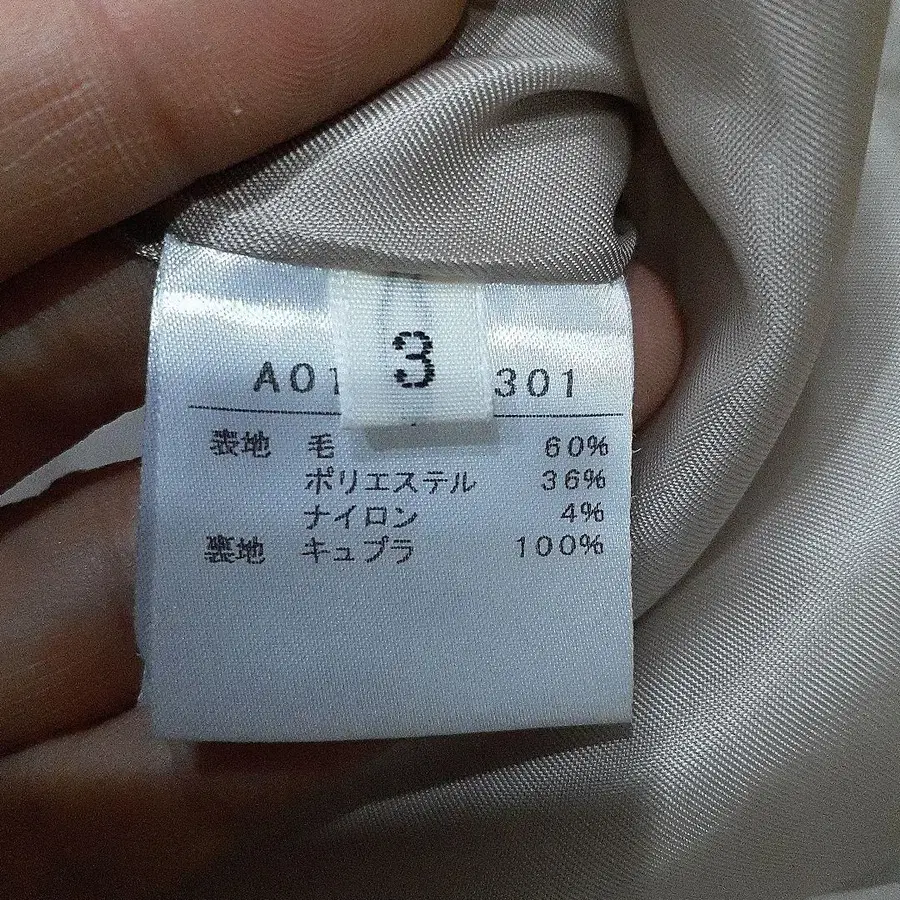 3
A01 301
表地 毛 60%
ポリエステル 36%
ナイロン 4%
裏地 キュプラ 100%